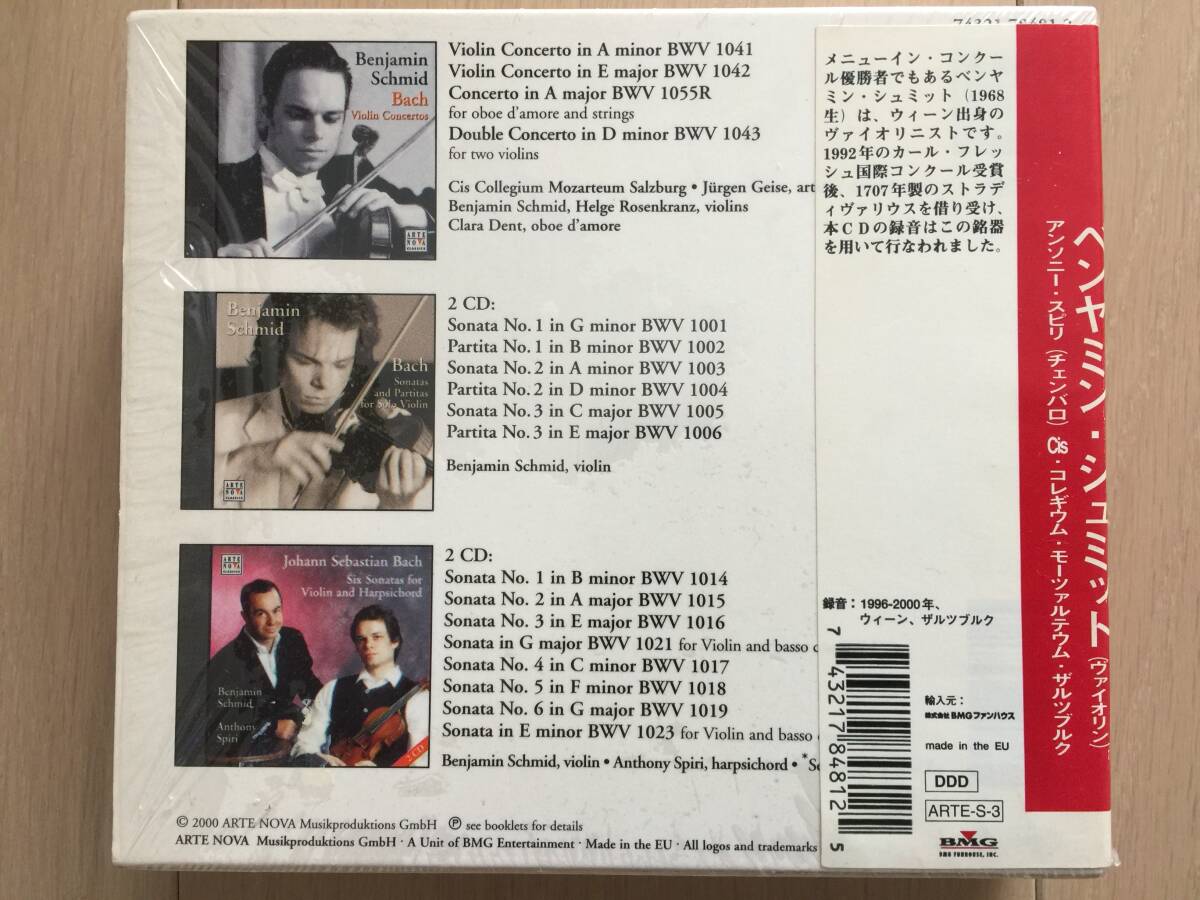 Benjamin
Schmid
Bach
Violin Concertos
ARTE
NOVA
CLASSICS
Violin Concerto in A minor BWV 1041
Violin Concerto in E major BWV 1042
Concerto in A major BWV 1055R
for oboe d'amore and strings
Double Concerto in D minor BWV 1043
for two violins
Cis Collegium Mozarteum Salzburg • Jürgen Geise, art
Benjamin Schmid, Helge Rosenkranz, violins
Clara Dent, oboe d'amore
Benjamin
Schmid
Bach
Sonatas
and Partitas
for Solo Violin
ARTE
NOVA
CLASSICS
2 CD:
Sonata No. 1 in G minor BWV 1001
Partita No. 1 in B minor BWV 1002
Sonata No. 2 in A minor BWV 1003
Partita No. 2 in D minor BWV 1004
Sonata No. 3 in C major BWV 1005
Partita No. 3 in E major BWV 1006
Benjamin Schmid, violin
ARTE
NOVA
CLASSICS
Johann Sebastian Bach
Six Sonatas for
Violin and Harpsichord
Benjamin
Schmid
Anthony
Spiri
2 CD
2 CD:
Sonata No. 1 in B minor BWV 1014
Sonata No. 2 in A major BWV 1015
Sonata No. 3 in E major BWV 1016
Sonata in G major BWV 1021 for Violin and basso c
Sonata No. 4 in C minor BWV 1017
Sonata No. 5 in F minor BWV 1018
Sonata No. 6 in G major BWV 1019
Sonata in E minor BWV 1023 for Violin and basso
Benjamin Schmid, violin • Anthony Spiri, harpsichord • *Se
© 2000 ARTE NOVA Musikproduktions GmbH ℗ see booklets for details
ARTE NOVA Musikproduktions GmbH · A Unit of BMG Entertainment · Made in the EU · All logos and trademarks
メニューイン・コンクー
ル優勝者でもあるベンヤ
ミン・シュミット(1968
生)は、ウィーン出身の
ヴァイオリニストです。
1992年のカール・フレッ
シュ国際コンクール受賞
後、1707年製のストラデ
ィヴァリウスを借り受け、
本CDの録音はこの銘器
を用いて行なわれました。
録音:1996-2000年、
ウィーン、ザルツブルク
7 43217 84812 5
輸入元:
株式会社BMGファンハウス
made in the EU
DDD
ARTE-S-3
BMG
BMG FUNHOUSE, INC.
ベンヤミン・シュミット(ヴァイオリン)
アンソニー・スピリ(チェンバロ) Cis・コレギウム・モーツァルテウム・ザルツブルク